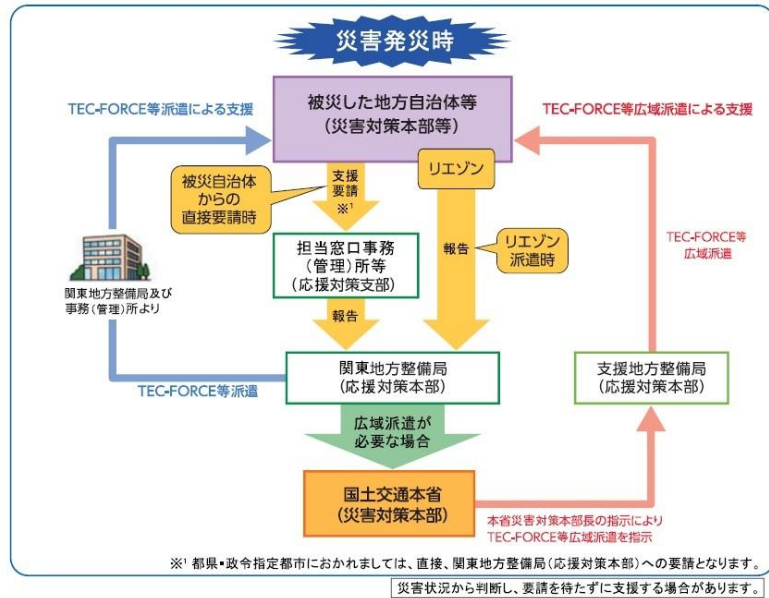 災害発災時
TEC-FORCE等派遣による支援
被災した地方自治体等
(災害対策本部等)
TEC-FORCE等広域派遣による支援
リエゾン
被災自治体
からの
直接要請時
支援
要請
※1
担当窓口事務
(管理)所等
(応援対策支部)
報告
リエゾン
派遣時
TEC-FORCE等
広域派遣
関東地方整備局及び
事務(管理)所より
報告
関東地方整備局
(応援対策本部)
支援地方整備局
(応援対策本部)
TEC-FORCE等派遣
広域派遣が
必要な場合
国土交通本省
(災害対策本部)
本省災害対策本部長の指示により
TEC-FORCE等広域派遣を指示
※1 都県・政令指定都市におかれましては、直接、関東地方整備局(応援対策本部)への要請となります。
災害状況から判断し、要請を待たずに支援する場合があります。